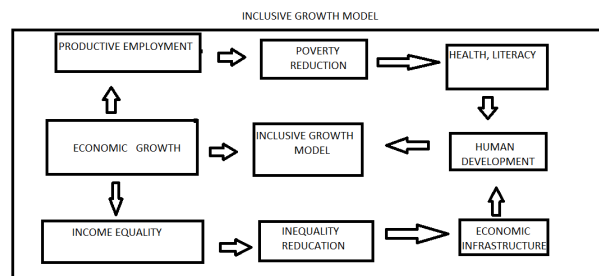 INCLUSIVE GROWTH MODEL
PRODUCTIVE EMPLOYMENT
POVERTY
REDUCTION
HEALTH, LITERACY
ECONOMIC GROWTH
INCLUSIVE GROWTH
MODEL
HUMAN
DEVELOPMENT
INCOME EQUALITY
INEQUALITY
REDUCATION
ECONOMIC
INFRASTRUCTURE